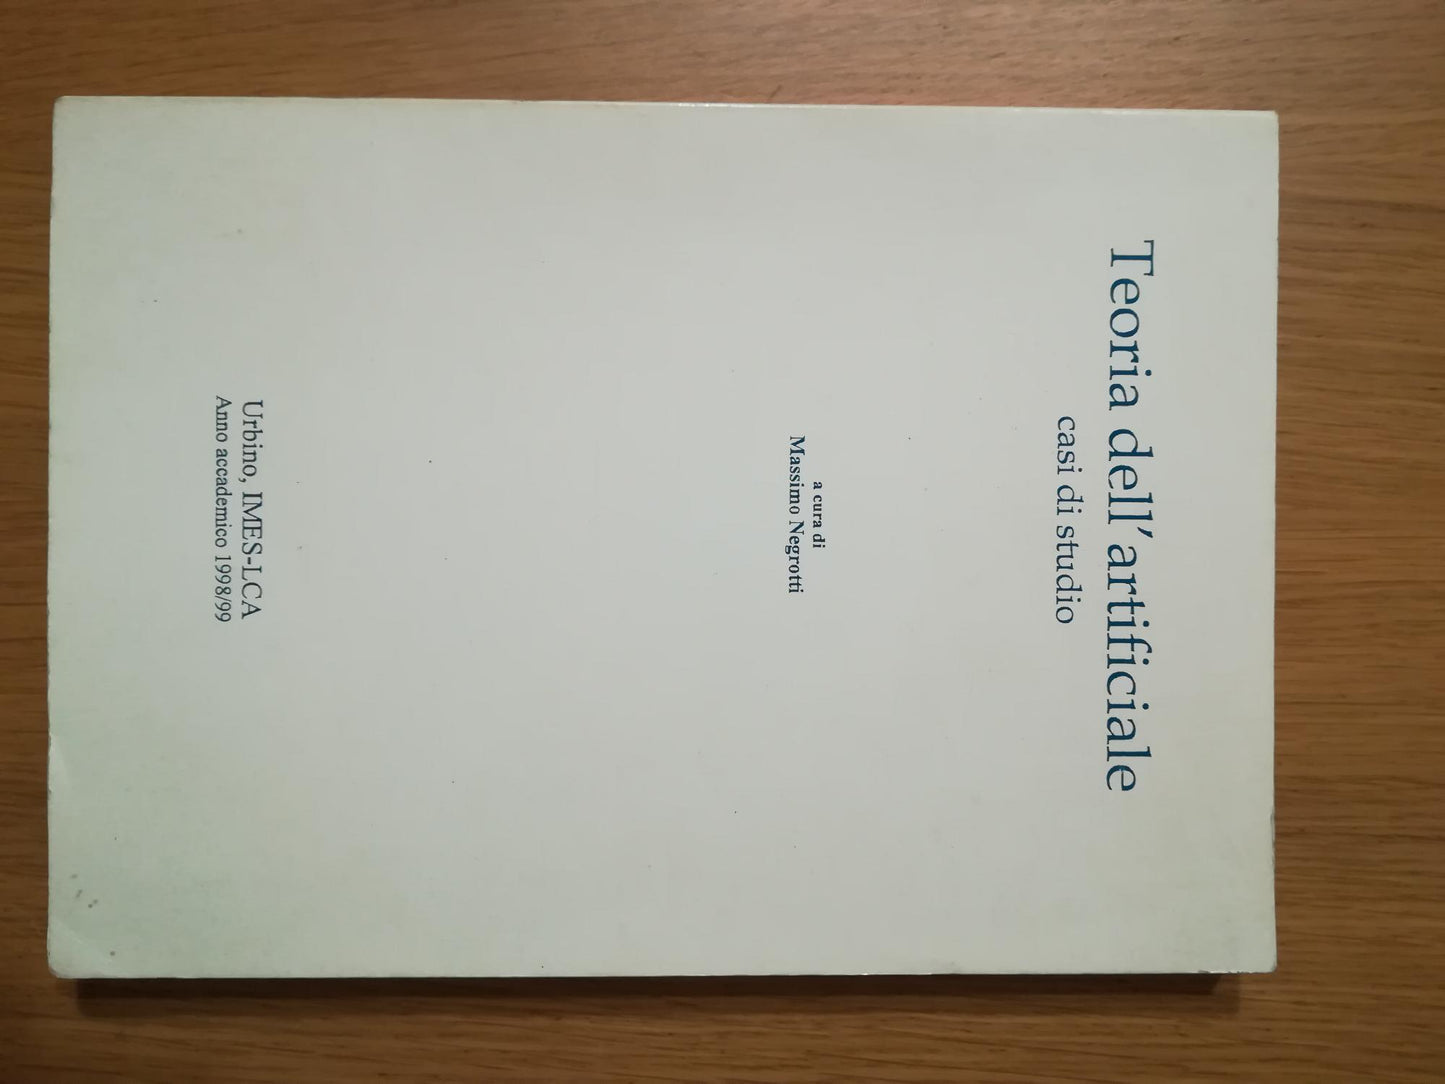 Teoria dell'artificiale
casi di studio
a cura di
Massimo Negrotti
Urbino, IMES-LCA
Anno accademico 1998/99